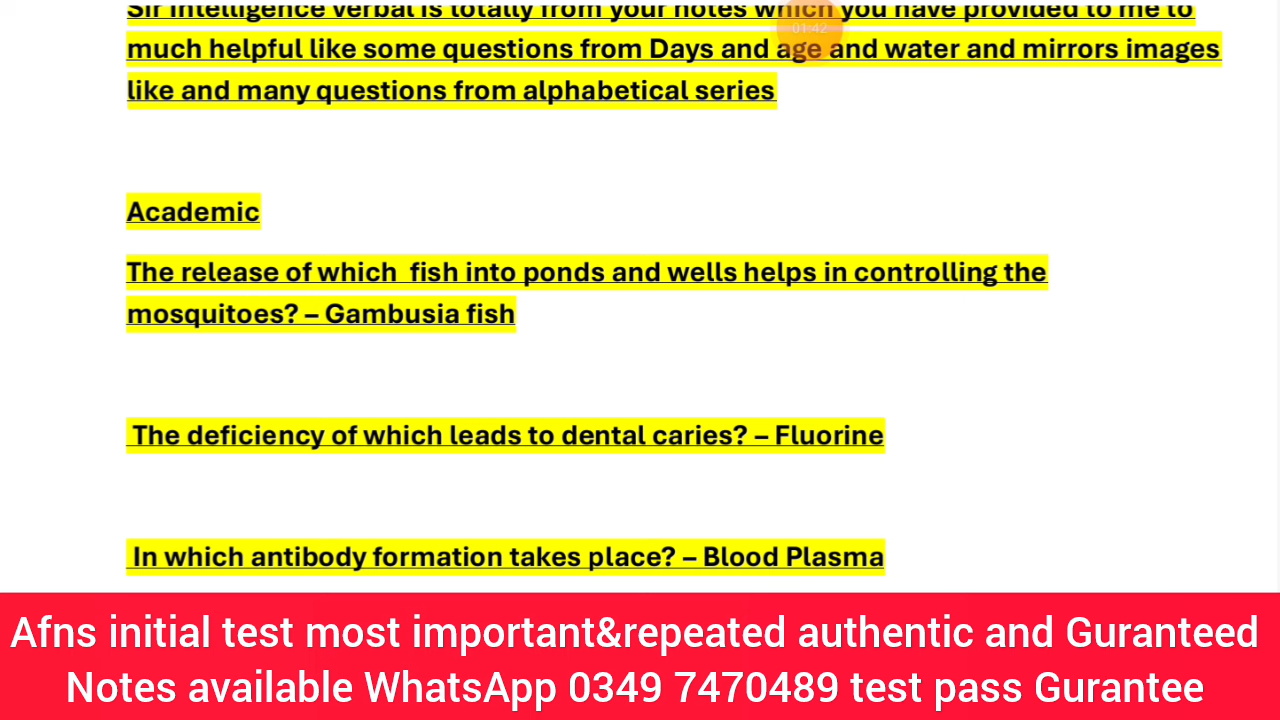 Sir Intelligence verbal is totally from your notes which you have provided to me to
much helpful like some questions from Days and age and water and mirrors images
like and many questions from alphabetical series
01:42
Academic
The release of which fish into ponds and wells helps in controlling the
mosquitoes? – Gambusia fish
The deficiency of which leads to dental caries? – Fluorine
In which antibody formation takes place? – Blood Plasma
Afns initial test most important&repeated authentic and Guranteed
Notes available WhatsApp 0349 7470489 test pass Gurantee